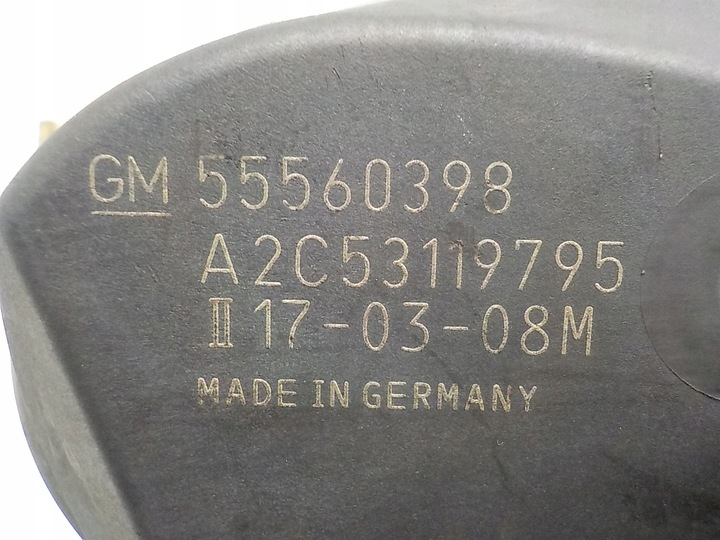 GM 55560398
A2C53119795
II 17-03-08M
MADE IN GERMANY